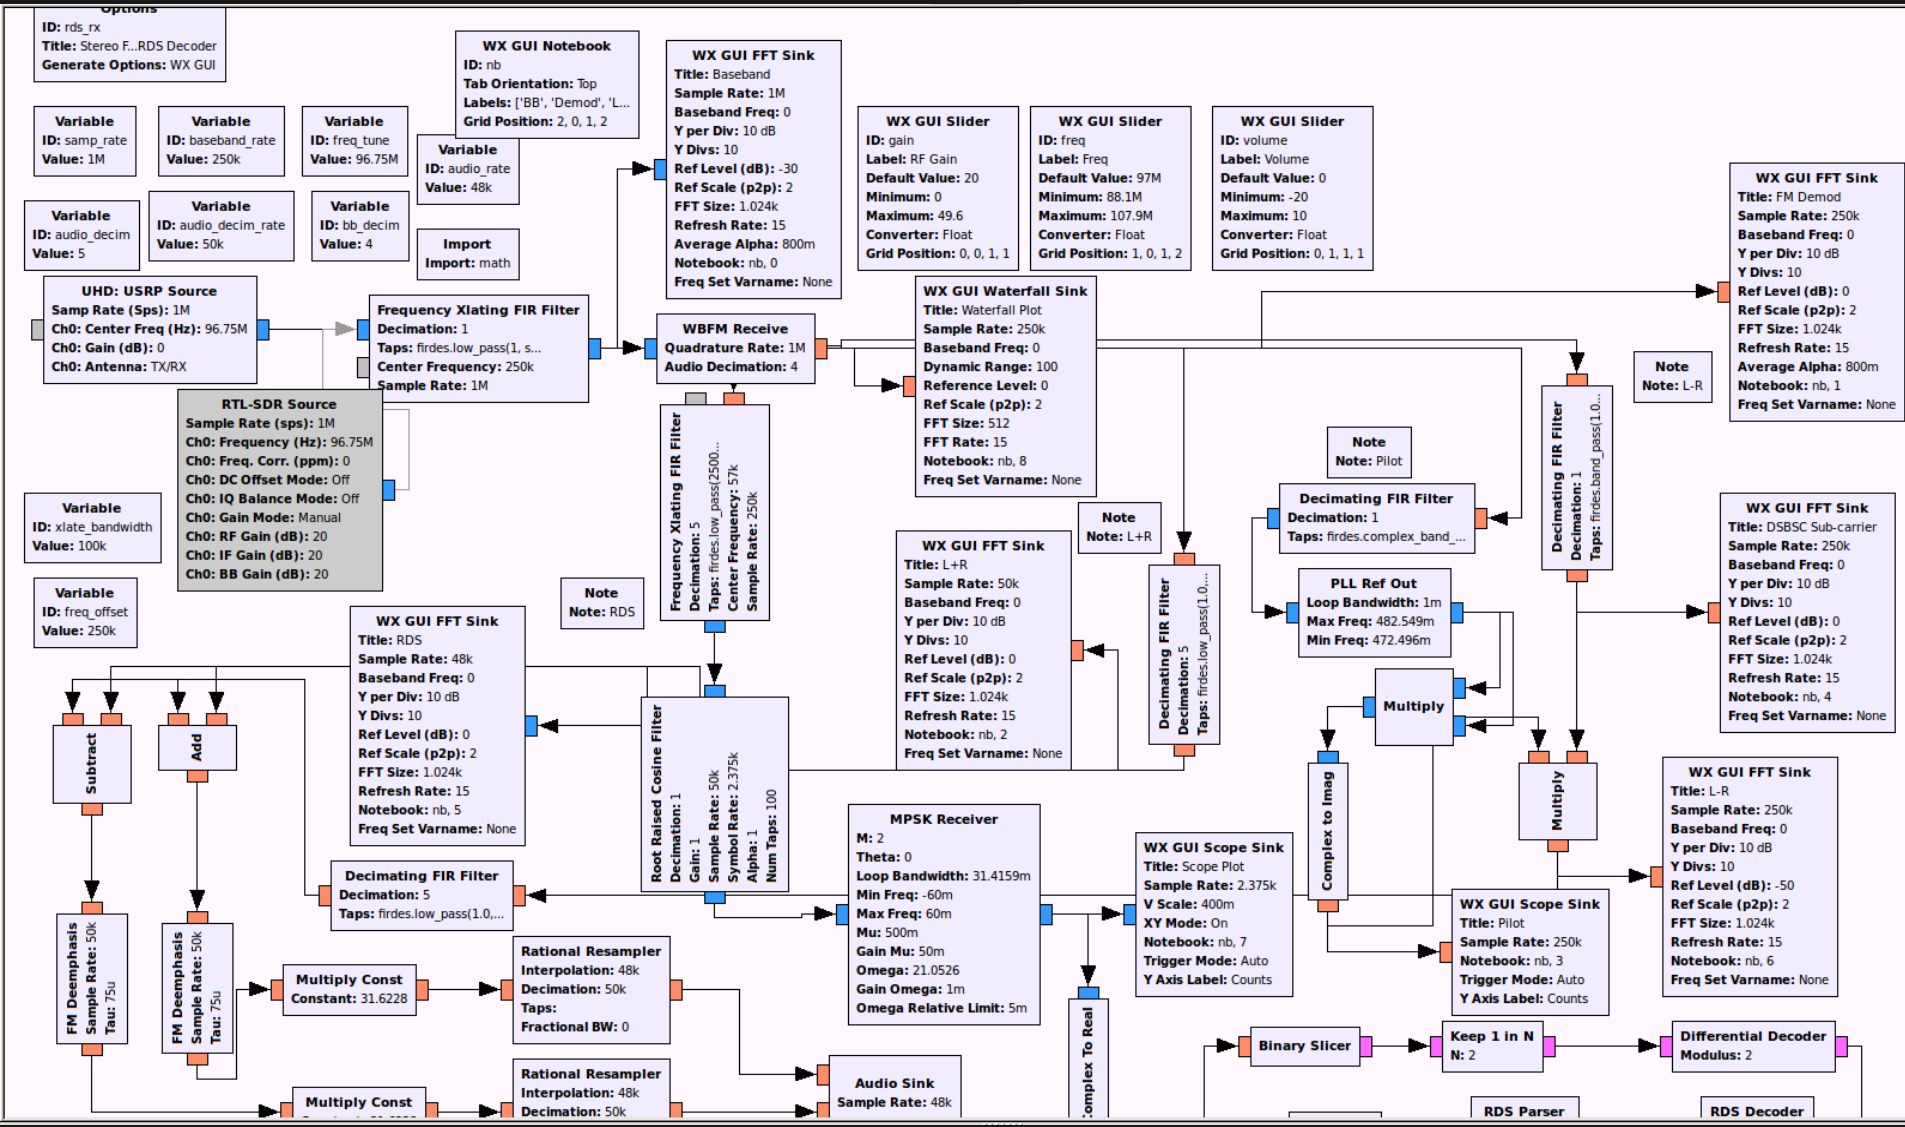 Options
ID: rds_rx
Title: Stereo F...RDS Decoder
Generate Options: WX GUI
WX GUI Notebook
ID: nb
Tab Orientation: Top
Labels: ['BB', 'Demod', 'L...
Grid Position: 2, 0, 1, 2
WX GUI FFT Sink
Title: Baseband
Sample Rate: 1M
Baseband Freq: 0
Y per Div: 10 dB
Y Divs: 10
Ref Level (dB): -30
Ref Scale (p2p): 2
FFT Size: 1.024k
Refresh Rate: 15
Average Alpha: 800m
Notebook: nb, 0
Freq Set Varname: None
Variable
ID: samp_rate
Value: 1M
Variable
ID: baseband_rate
Value: 250k
Variable
ID: freq_tune
Value: 96.75M
Variable
ID: audio_rate
Value: 48k
WX GUI Slider
ID: gain
Label: RF Gain
Default Value: 20
Minimum: 0
Maximum: 49.6
Converter: Float
Grid Position: 0, 0, 1, 1
WX GUI Slider
ID: freq
Label: Freq
Default Value: 97M
Minimum: 88.1M
Maximum: 107.9M
Converter: Float
Grid Position: 1, 0, 1, 2
WX GUI Slider
ID: volume
Label: Volume
Default Value: 0
Minimum: -20
Maximum: 10
Converter: Float
Grid Position: 0, 1, 1, 1
WX GUI FFT Sink
Title: FM Demod
Sample Rate: 250k
Baseband Freq: 0
Y per Div: 10 dB
Y Divs: 10
Ref Level (dB): 0
Ref Scale (p2p): 2
FFT Size: 1.024k
Refresh Rate: 15
Average Alpha: 800m
Notebook: nb, 1
Freq Set Varname: None
Variable
ID: audio_decim
Value: 5
Variable
ID: audio_decim_rate
Value: 50k
Variable
ID: bb_decim
Value: 4
Import
Import: math
UHD: USRP Source
Samp Rate (Sps): 1M
Ch0: Center Freq (Hz): 96.75M
Ch0: Gain (dB): 0
Ch0: Antenna: TX/RX
Frequency Xlating FIR Filter
Decimation: 1
Taps: firdes.low_pass(1, s...
Center Frequency: 250k
Sample Rate: 1M
WBFM Receive
Quadrature Rate: 1M
Audio Decimation: 4
WX GUI Waterfall Sink
Title: Waterfall Plot
Sample Rate: 250k
Baseband Freq: 0
Dynamic Range: 100
Reference Level: 0
Ref Scale (p2p): 2
FFT Size: 512
FFT Rate: 15
Notebook: nb, 8
Freq Set Varname: None
Note
Note: L-R
RTL-SDR Source
Sample Rate (sps): 1M
Ch0: Frequency (Hz): 96.75M
Ch0: Freq. Corr. (ppm): 0
Ch0: DC Offset Mode: Off
Ch0: IQ Balance Mode: Off
Ch0: Gain Mode: Manual
Ch0: RF Gain (dB): 20
Ch0: IF Gain (dB): 20
Ch0: BB Gain (dB): 20
Frequency Xlating FIR Filter
Decimation: 5
Taps: firdes.low_pass(2500...
Center Frequency: 57k
Sample Rate: 250k
Decimating FIR Filter
Decimation: 1
Taps: firdes.band_pass(1.0...
Note
Note: Pilot
Decimating FIR Filter
Decimation: 1
Taps: firdes.complex_band_...
Variable
ID: xlate_bandwidth
Value: 100k
Note
Note: L+R
WX GUI FFT Sink
Title: DSBSC Sub-carrier
Sample Rate: 250k
Baseband Freq: 0
Y per Div: 10 dB
Y Divs: 10
Ref Level (dB): 0
Ref Scale (p2p): 2
FFT Size: 1.024k
Refresh Rate: 15
Notebook: nb, 4
Freq Set Varname: None
WX GUI FFT Sink
Title: L+R
Sample Rate: 50k
Baseband Freq: 0
Y per Div: 10 dB
Y Divs: 10
Ref Level (dB): 0
Ref Scale (p2p): 2
FFT Size: 1.024k
Refresh Rate: 15
Notebook: nb, 2
Freq Set Varname: None
Decimating FIR Filter
Decimation: 5
Taps: firdes.low_pass(1.0,...
PLL Ref Out
Loop Bandwidth: 1m
Max Freq: 482.549m
Min Freq: 472.496m
Variable
ID: freq_offset
Value: 250k
Note
Note: RDS
WX GUI FFT Sink
Title: RDS
Sample Rate: 48k
Baseband Freq: 0
Y per Div: 10 dB
Y Divs: 10
Ref Level (dB): 0
Ref Scale (p2p): 2
FFT Size: 1.024k
Refresh Rate: 15
Notebook: nb, 5
Freq Set Varname: None
Multiply
Subtract
Add
Root Raised Cosine Filter
Decimation: 1
Gain: 1
Sample Rate: 50k
Symbol Rate: 2.375k
Alpha: 1
Num Taps: 100
Complex to Imag
Multiply
WX GUI FFT Sink
Title: L-R
Sample Rate: 250k
Baseband Freq: 0
Y per Div: 10 dB
Y Divs: 10
Ref Level (dB): -50
Ref Scale (p2p): 2
FFT Size: 1.024k
Refresh Rate: 15
Notebook: nb, 6
Freq Set Varname: None
MPSK Receiver
M: 2
Theta: 0
Loop Bandwidth: 31.4159m
Min Freq: -60m
Max Freq: 60m
Mu: 500m
Gain Mu: 50m
Omega: 21.0526
Gain Omega: 1m
Omega Relative Limit: 5m
WX GUI Scope Sink
Title: Scope Plot
Sample Rate: 2.375k
V Scale: 400m
XY Mode: On
Notebook: nb, 7
Trigger Mode: Auto
Y Axis Label: Counts
Decimating FIR Filter
Decimation: 5
Taps: firdes.low_pass(1.0,...
WX GUI Scope Sink
Title: Pilot
Sample Rate: 250k
Notebook: nb, 3
Trigger Mode: Auto
Y Axis Label: Counts
FM Deemphasis
Sample Rate: 50k
Tau: 75u
FM Deemphasis
Sample Rate: 50k
Tau: 75u
Multiply Const
Constant: 31.6228
Rational Resampler
Interpolation: 48k
Decimation: 50k
Taps:
Fractional BW: 0
Complex To Real
Binary Slicer
Keep 1 in N
N: 2
Differential Decoder
Modulus: 2
Multiply Const
Rational Resampler
Interpolation: 48k
Decimation: 50k
Audio Sink
Sample Rate: 48k
RDS Parser
RDS Decoder